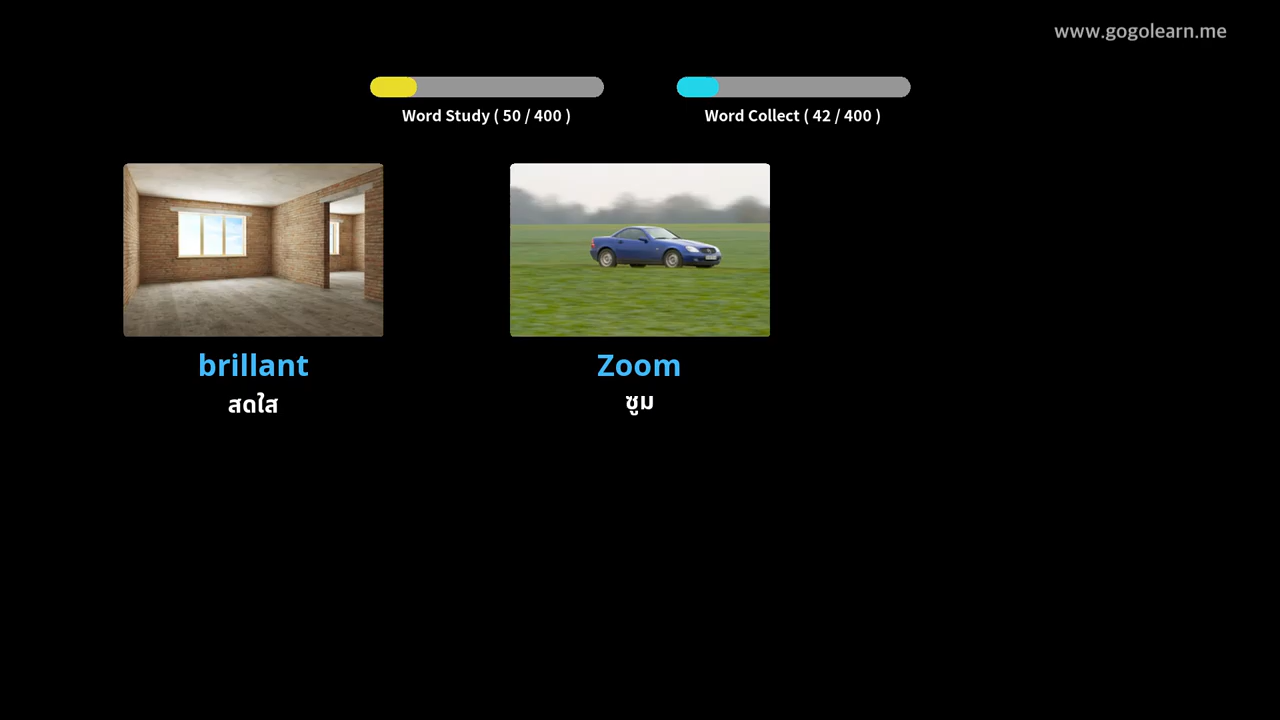 www.gogolearn.me
Word Study ( 50 / 400 )
Word Collect ( 42 / 400 )
brillant
สดใส
Zoom
ซูม